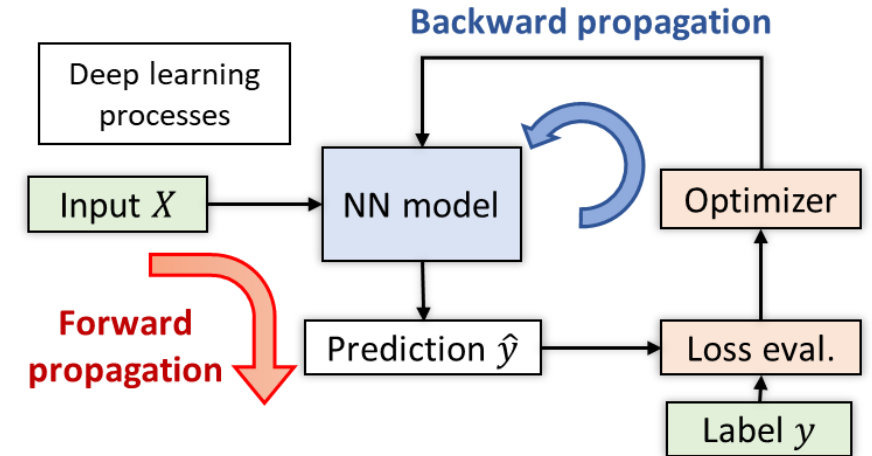 Backward propagation
Deep learning
processes
Input X
NN model
Optimizer
Forward
propagation
Prediction ŷ
Loss eval.
Label y